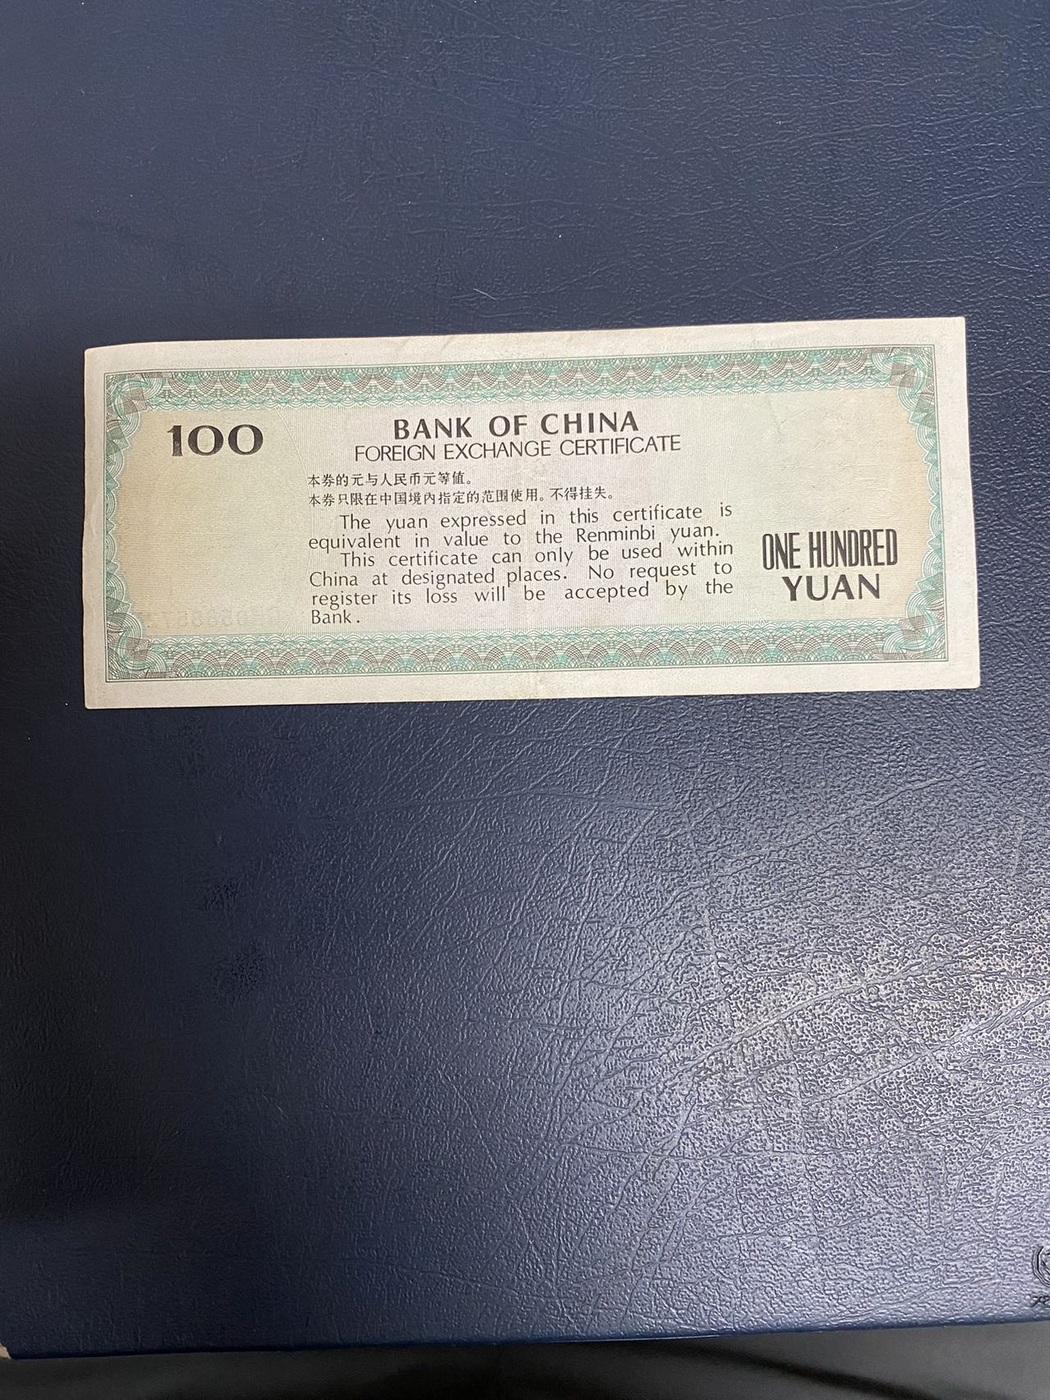 100
BANK OF CHINA
FOREIGN EXCHANGE CERTIFICATE
本券的元与人民币元等值。
本券只限在中国境内指定的范围使用。不得挂失。
The yuan expressed in this certificate is
equivalent in value to the Renminbi yuan.
This certificate can only be used within
China at designated places. No request to
register its loss will be accepted by the
Bank.
ONE HUNDRED
YUAN